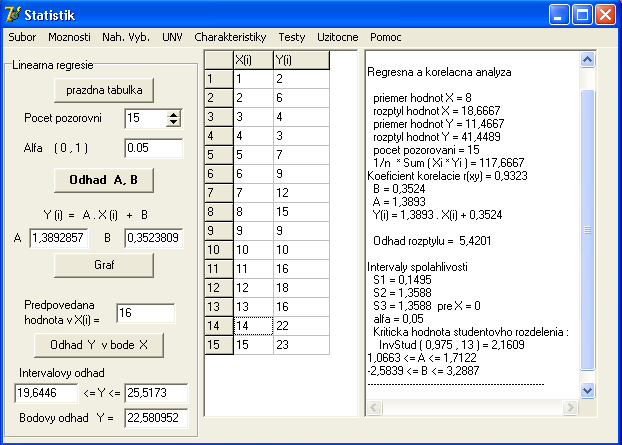 Statistik
Subor Moznosti Nah. Vyb. UNV Charakteristiky Testy Uzitocne Pomoc
Linearna regresie
prazdna tabulka
Pocet pozorovni 15
Alfa ( 0 , 1 ) 0.05
Odhad A, B
Y (i) = A . X (i) + B
A 1,3892857 B 0,3523809
Graf
Predpovedana
hodnota v X(i) = 16
Odhad Y v bode X
Intervalovy odhad
19,6446 <= Y <= 25,5173
Bodovy odhad Y = 22,580952
X(i) Y(i)
1 1 2
2 2 6
3 3 4
4 4 3
5 5 7
6 6 9
7 7 12
8 8 15
9 9 9
10 10 10
11 11 16
12 12 18
13 13 16
14 14 22
15 15 23
Regresna a korelacna analyza
priemer hodnot X = 8
rozptyl hodnot X = 18,6667
priemer hodnot Y = 11,4667
rozptyl hodnot Y = 41,4489
pocet pozorovani = 15
1/n * Sum ( Xi * Yi ) = 117,6667
Koeficient korelacie r(xy) = 0,9323
B = 0,3524
A = 1,3893
Y(i) = 1,3893 . X(i) + 0,3524
Odhad rozptylu = 5,4201
Intervaly spolahlivosti
S1 = 0,1495
S2 = 1,3588
S3 = 1,3588 pre X = 0
alfa = 0,05
Kriticka hodnota studentovho rozdelenia :
InvStud ( 0,975 , 13 ) = 2,1609
1,0663 <= A <= 1,7122
-2,5839 <= B <= 3,2887
------------------------------------------------------------